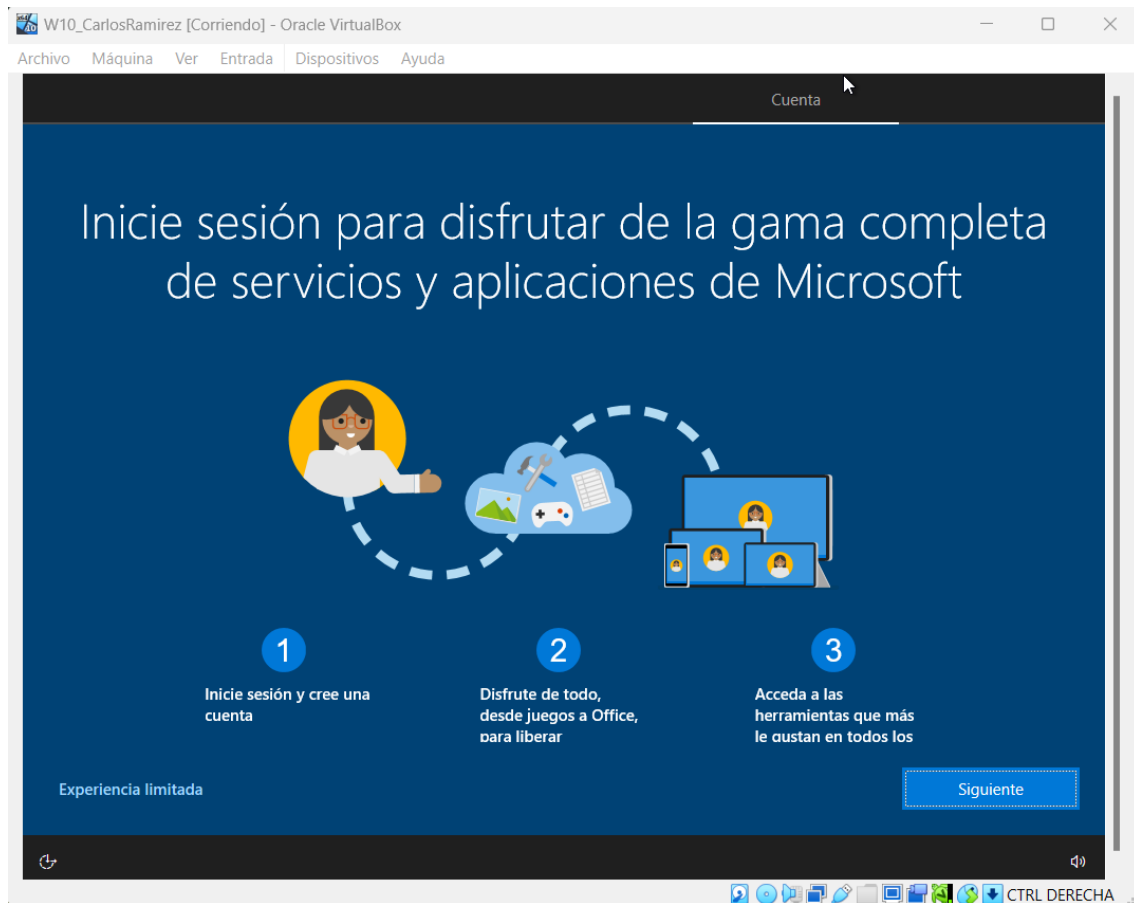 W10_CarlosRamirez [Corriendo] - Oracle VirtualBox
Archivo Máquina Ver Entrada Dispositivos Ayuda
Cuenta
Inicie sesión para disfrutar de la gama completa
de servicios y aplicaciones de Microsoft
1
2
3
Inicie sesión y cree una
cuenta
Disfrute de todo,
desde juegos a Office,
para liberar
Acceda a las
herramientas que más
le gustan en todos los
Experiencia limitada
Siguiente
CTRL DERECHA